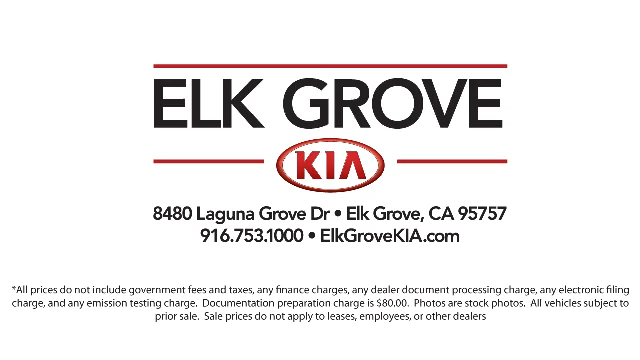 ELK GROVE
KIA
8480 Laguna Grove Dr • Elk Grove, CA 95757
916.753.1000 • ElkGroveKIA.com
*All prices do not include government fees and taxes, any finance charges, any dealer document processing charge, any electronic filing
charge, and any emission testing charge.  Documentation preparation charge is $80.00.  Photos are stock photos.  All vehicles subject to
prior sale.  Sale prices do not apply to leases, employees, or other dealers